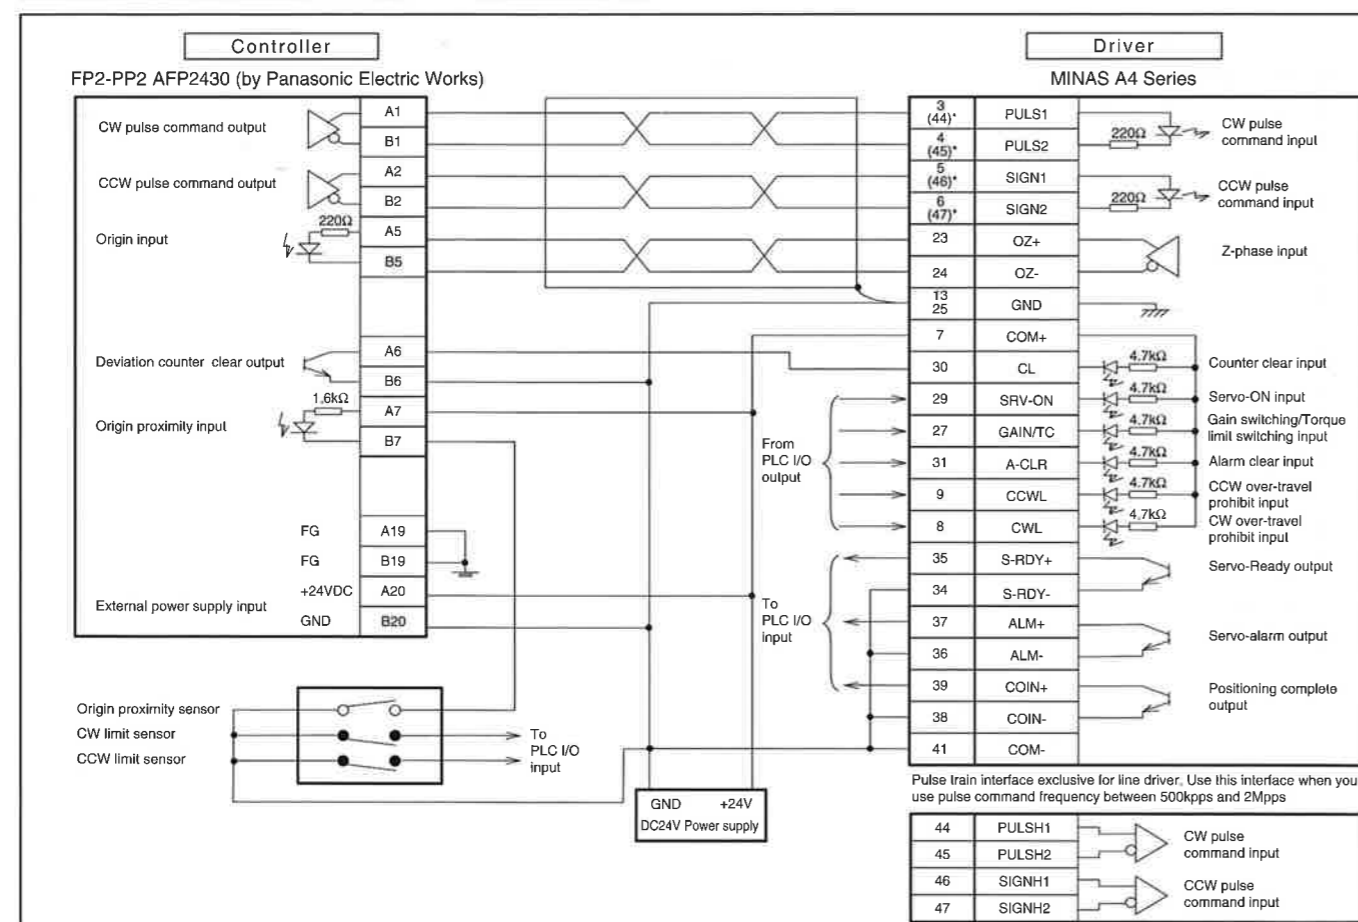 Controller
Driver
FP2-PP2 AFP2430 (by Panasonic Electric Works)
MINAS A4 Series
CW pulse command output
A1
B1
CCW pulse command output
A2
B2
220Ω
Origin input
A5
B5
Deviation counter clear output
A6
B6
1.6kΩ
Origin proximity input
A7
B7
FG
A19
FG
B19
+24VDC
A20
External power supply input
GND
B20
Origin proximity sensor
CW limit sensor
CCW limit sensor
To
PLC I/O
input
GND +24V
DC24V Power supply
From
PLC I/O
output
To
PLC I/O
input
3
(44)*
PULS1
4
(45)*
PULS2
220Ω
CW pulse
command input
5
(46)*
SIGN1
6
(47)*
SIGN2
220Ω
CCW pulse
command input
23 OZ+
24 OZ-
Z-phase input
13
25
GND
7 COM+
30 CL
4.7kΩ
Counter clear input
29 SRV-ON
4.7kΩ
Servo-ON input
27 GAIN/TC
4.7kΩ
Gain switching/Torque
limit switching input
31 A-CLR
4.7kΩ
Alarm clear input
9 CCWL
4.7kΩ
CCW over-travel
prohibit input
8 CWL
4.7kΩ
CW over-travel
prohibit input
35 S-RDY+
34 S-RDY-
Servo-Ready output
37 ALM+
36 ALM-
Servo-alarm output
39 COIN+
38 COIN-
Positioning complete
output
41 COM-
Pulse train interface exclusive for line driver, Use this interface when you
use pulse command frequency between 500kpps and 2Mpps
44 PULSH1
45 PULSH2
CW pulse
command input
46 SIGNH1
47 SIGNH2
CCW pulse
command input